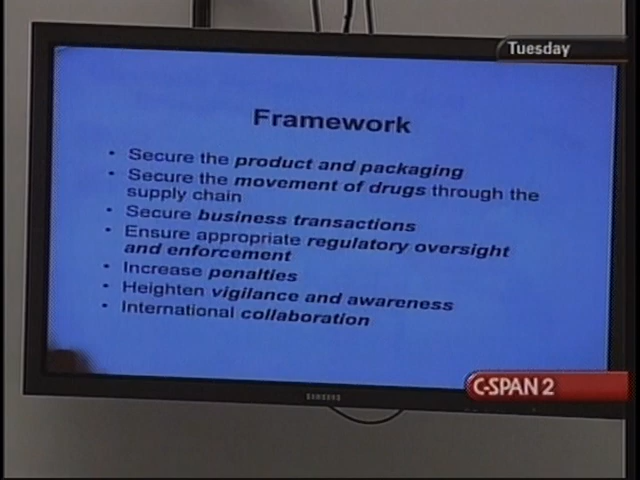 Tuesday
Framework
• Secure the product and packaging
• Secure the movement of drugs through the
supply chain
• Secure business transactions
• Ensure appropriate regulatory oversight
and enforcement
• Increase penalties
• Heighten vigilance and awareness
• International collaboration
C-SPAN 2
SAMSUNG